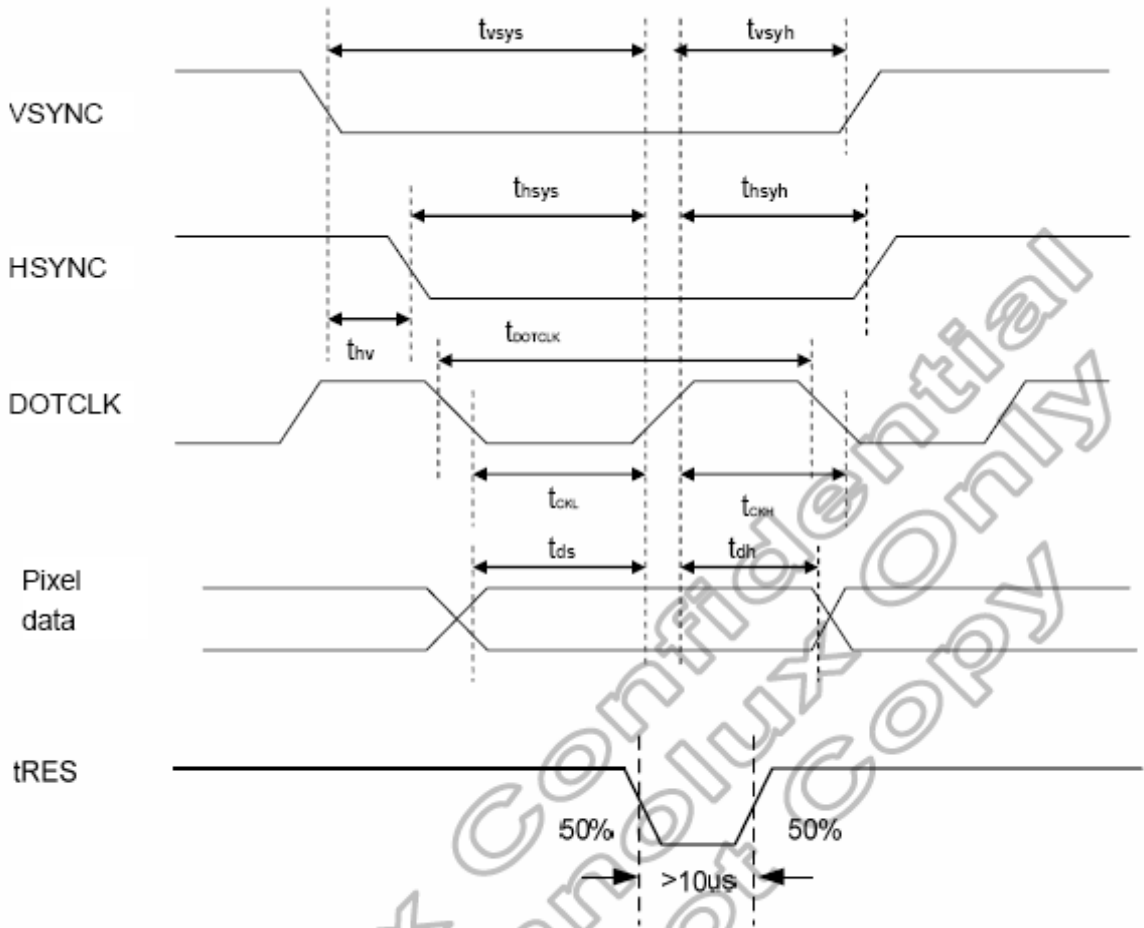 tvsys
tvsyh
VSYNC
thsys
thsyh
HSYNC
thv
tDOTCLK
DOTCLK
tCKL
tCKH
tds
tdh
Pixel
data
tRES
50%
50%
>10us
Confidential
Only
Copy